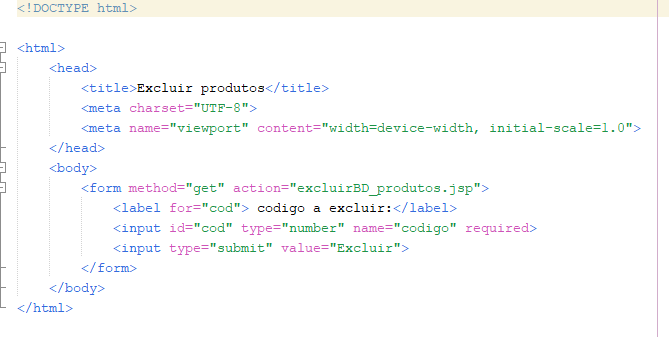 <!DOCTYPE html>
<html>
<head>
<title>Excluir produtos</title>
<meta charset="UTF-8">
<meta name="viewport" content="width=device-width, initial-scale=1.0">
</head>
<body>
<form method="get" action="excluirBD_produtos.jsp">
<label for="cod"> codigo a excluir:</label>
<input id="cod" type="number" name="codigo" required>
<input type="submit" value="Excluir">
</form>
</body>
</html>